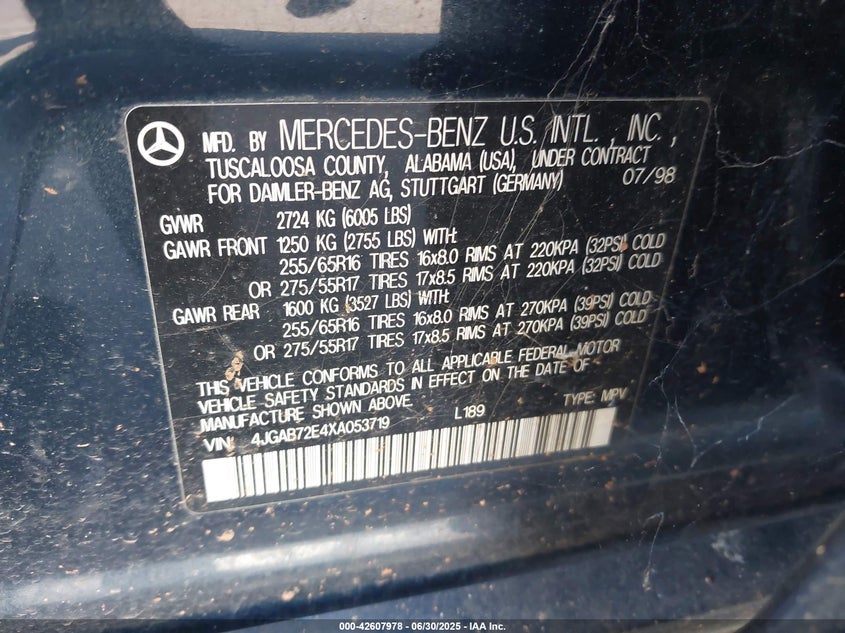 MFD. BY MERCEDES-BENZ U.S. INTL., INC.,
TUSCALOOSA COUNTY, ALABAMA (USA), UNDER CONTRACT
FOR DAIMLER-BENZ AG, STUTTGART (GERMANY) 07/98
GVWR 2724 KG (6005 LBS)
GAWR FRONT 1250 KG (2755 LBS) WITH:
255/65R16 TIRES 16x8.0 RIMS AT 220KPA (32PSI) COLD
OR 275/55R17 TIRES 17x8.5 RIMS AT 220KPA (32PSI) COLD
GAWR REAR 1600 KG (3527 LBS) WITH:
255/65R16 TIRES 16x8.0 RIMS AT 270KPA (39PSI) COLD
OR 275/55R17 TIRES 17x8.5 RIMS AT 270KPA (39PSI) COLD
THIS VEHICLE CONFORMS TO ALL APPLICABLE FEDERAL MOTOR
VEHICLE SAFETY STANDARDS IN EFFECT ON THE DATE OF
MANUFACTURE SHOWN ABOVE.
VIN: 4JGAB72E4XA053719 L189 TYPE: MPV
000-42607978 - 06/30/2025 - IAA Inc.